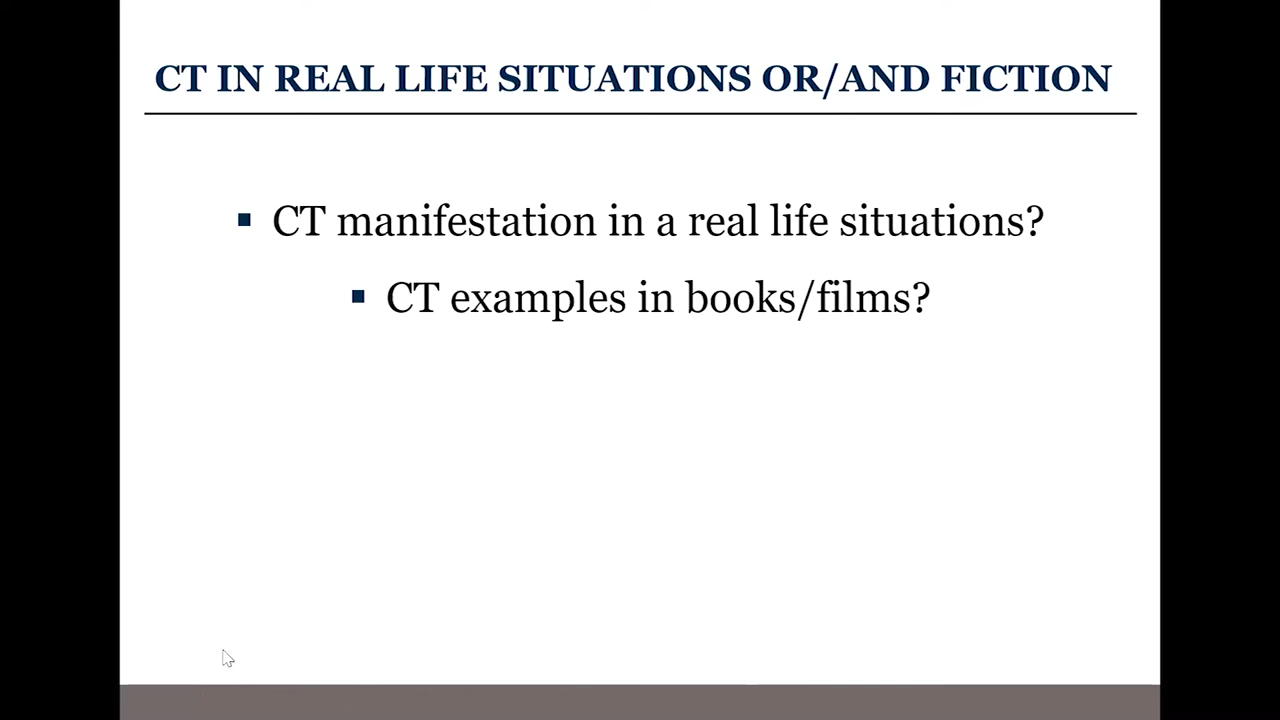 CT IN REAL LIFE SITUATIONS OR/AND FICTION
▪ CT manifestation in a real life situations?
▪ CT examples in books/films?